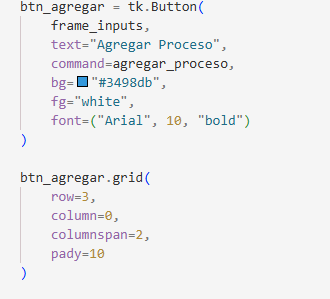 btn_agregar = tk.Button(
    frame_inputs,
    text="Agregar Proceso",
    command=agregar_proceso,
    bg="#3498db",
    fg="white",
    font=("Arial", 10, "bold")
)

btn_agregar.grid(
    row=3,
    column=0,
    columnspan=2,
    pady=10
)